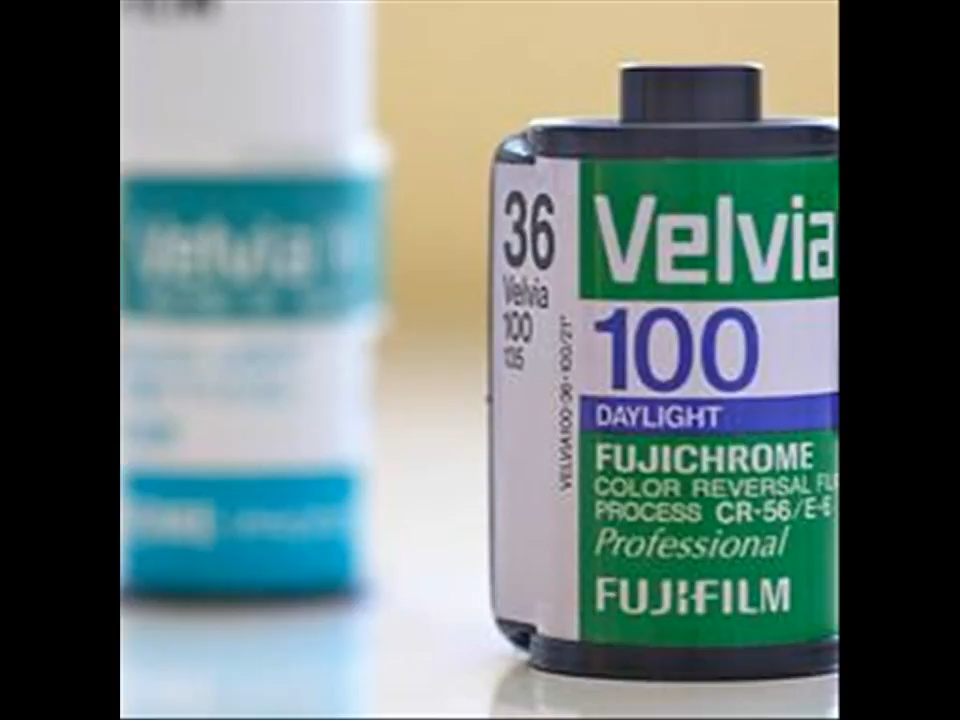 Velvia
36
Velvia
100
135
VELVIA100·36·100/21°
Velvia
100
DAYLIGHT
FUJICHROME
COLOR REVERSAL
PROCESS CR-56/E-6
Professional
FUJIFILM